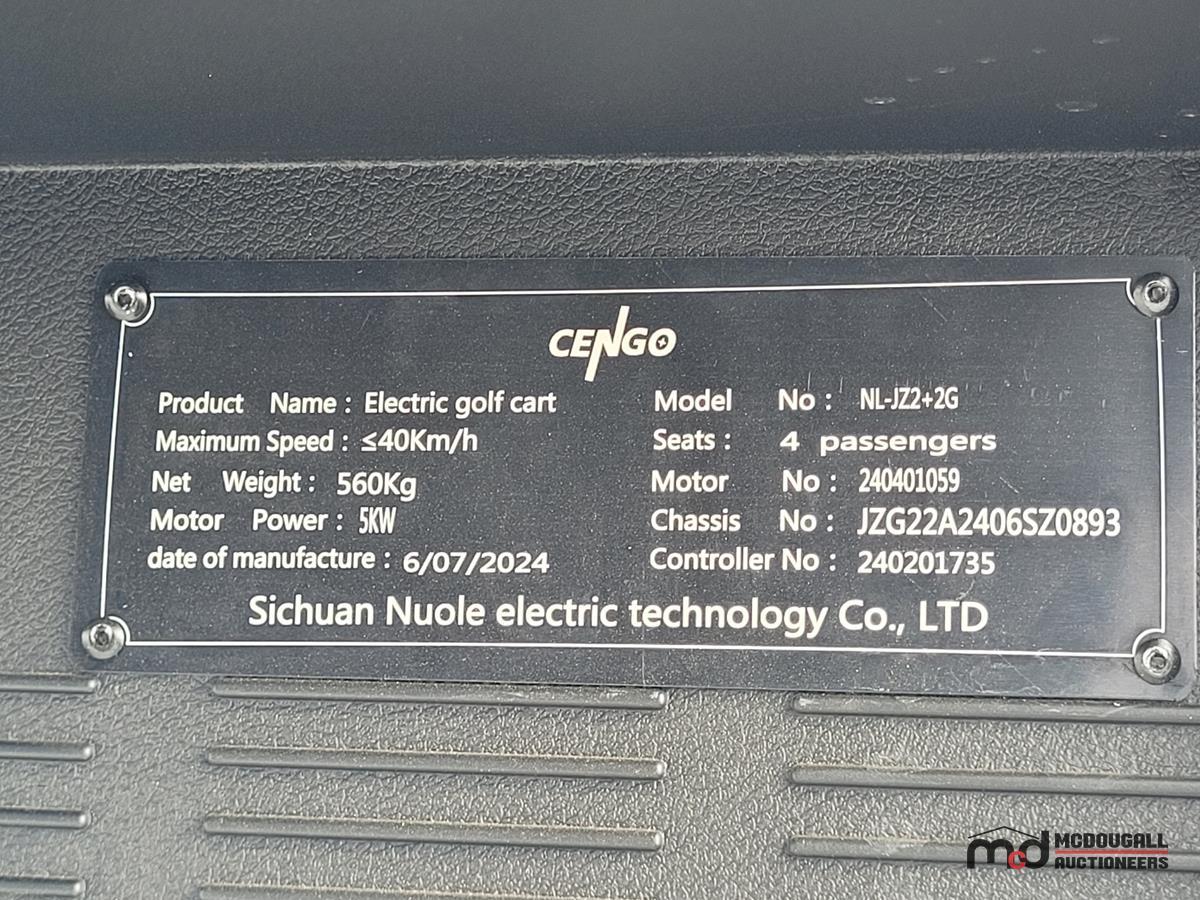 CENGO
Product Name : Electric golf cart
Model No : NL-JZ2+2G
Maximum Speed : ≤40Km/h
Seats : 4 passengers
Net Weight : 560Kg
Motor No : 240401059
Motor Power : 5KW
Chassis No : JZG22A2406SZ0893
date of manufacture : 6/07/2024
Controller No : 240201735
Sichuan Nuole electric technology Co., LTD
mcd MCDOUGALL
AUCTIONEERS